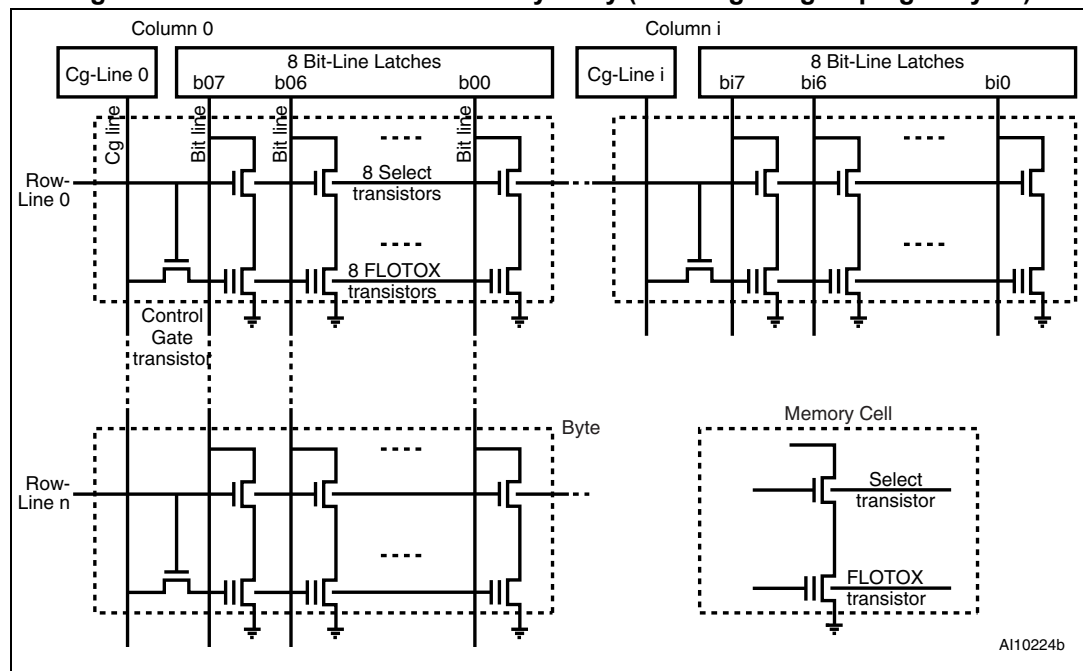 Column 0
Column i
Cg-Line 0
8 Bit-Line Latches
b07
b06
b00
Cg-Line i
8 Bit-Line Latches
bi7
bi6
bi0
Cg line
Bit line
Bit line
Bit line
Row-
Line 0
8 Select
transistors
8 FLOTOX
transistors
Control
Gate
transistor
Byte
Memory Cell
Row-
Line n
Select
transistor
FLOTOX
transistor
AI10224b